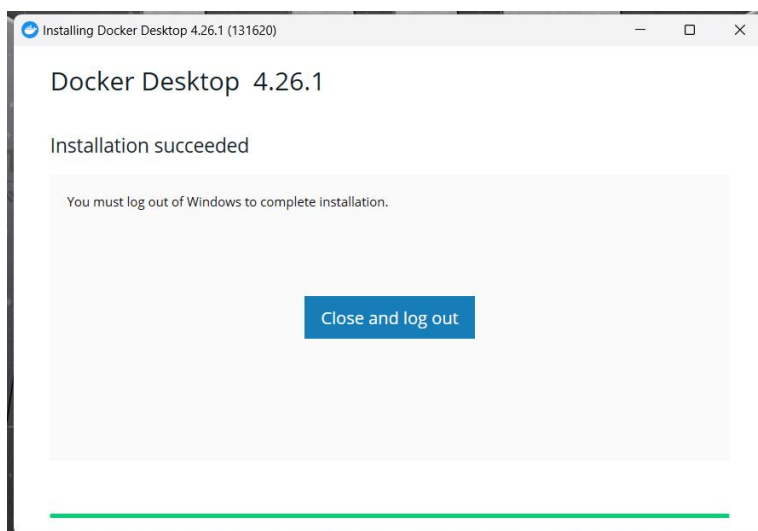 Installing Docker Desktop 4.26.1 (131620)
Docker Desktop 4.26.1
Installation succeeded
You must log out of Windows to complete installation.
Close and log out